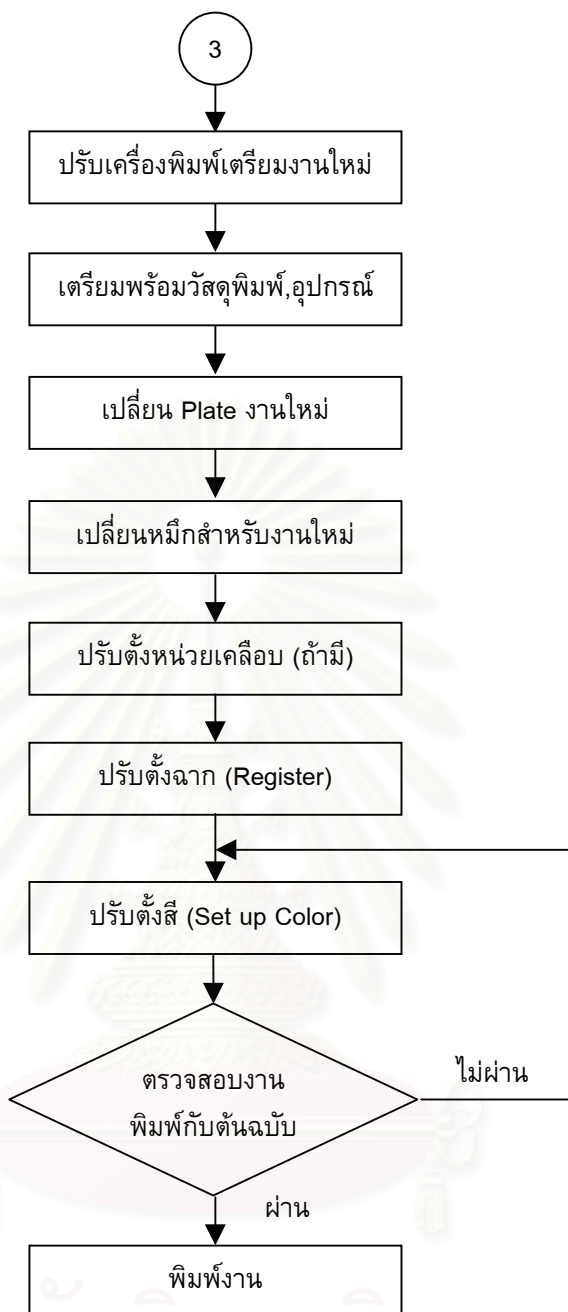 3
ปรับเครื่องพิมพ์เตรียมงานใหม่
เตรียมพร้อมวัสดุพิมพ์,อุปกรณ์
เปลี่ยน Plate งานใหม่
เปลี่ยนหมึกสำหรับงานใหม่
ปรับตั้งหน่วยเคลือบ (ถ้ามี)
ปรับตั้งฉาก (Register)
ปรับตั้งสี (Set up Color)
ตรวจสอบงาน
พิมพ์กับต้นฉบับ
ไม่ผ่าน
ผ่าน
พิมพ์งาน